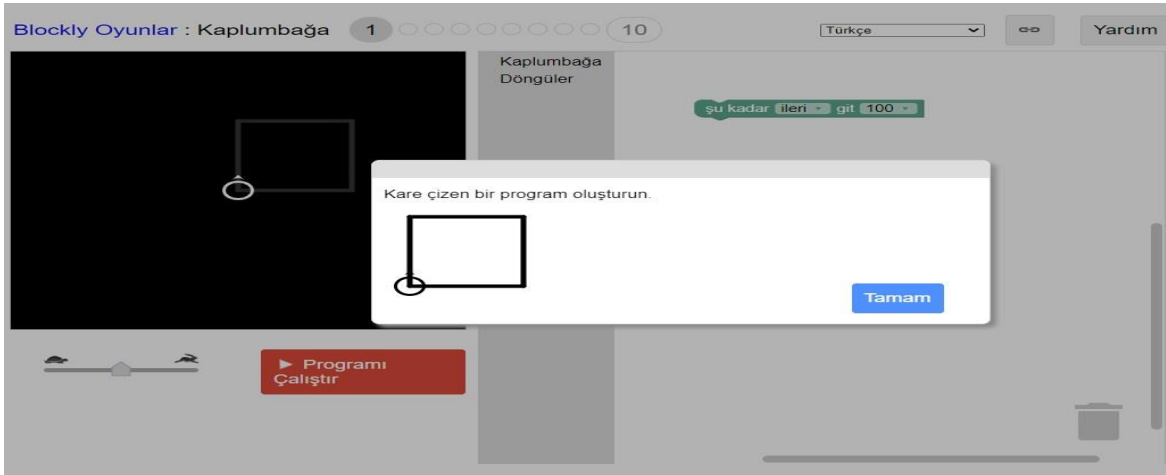 Blockly Oyunlar : Kaplumbağa 1 10 Türkçe Yardım
Kaplumbağa
Döngüler
şu kadar ileri git 100
Kare çizen bir program oluşturun.
Tamam
► Programı
Çalıştır